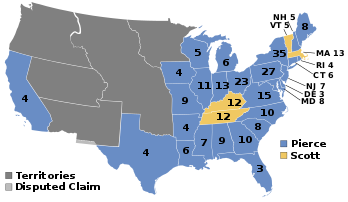 NH 5
VT 5
8
35
MA 13
RI 4
CT 6
5
6
4
27
NJ 7
DE 3
MD 8
11
13
23
15
4
9
12
12
10
4
8
4
6
7
9
10
3
Pierce
Scott
Territories
Disputed Claim